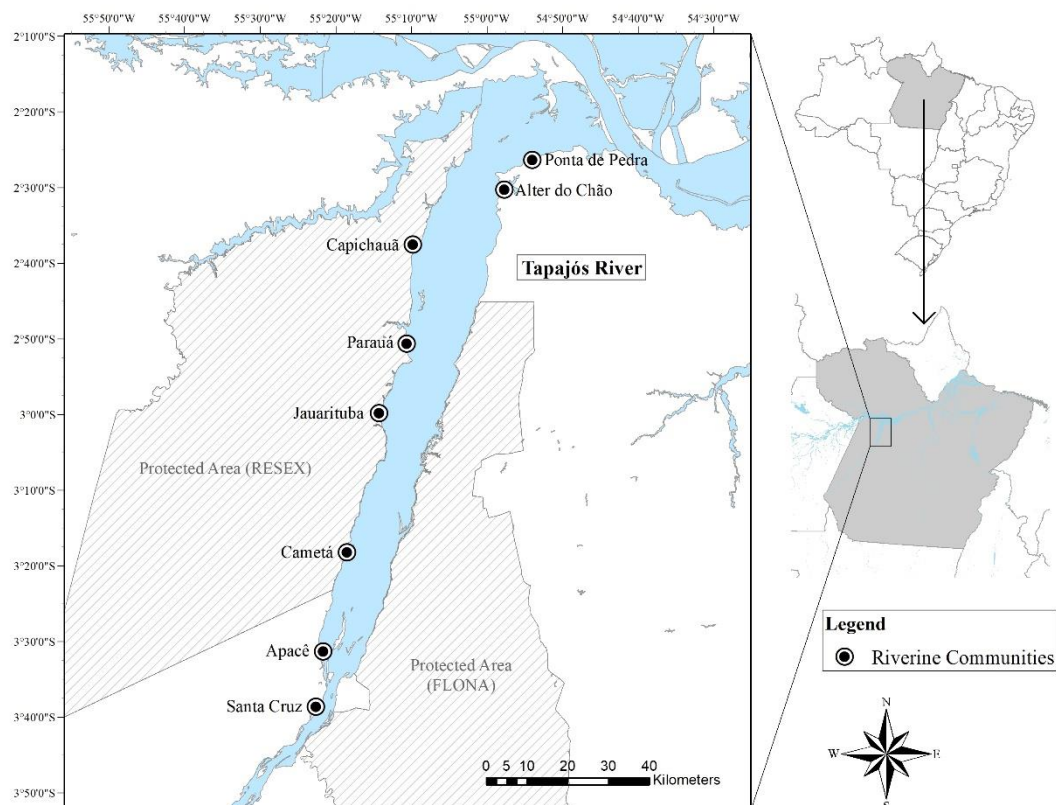 55°50'0"W 55°40'0"W 55°30'0"W 55°20'0"W 55°10'0"W 55°00'0"W 54°50'0"W 54°40'0"W 54°30'0"W
2°10'0"S
2°20'0"S
Ponta de Pedra
2°30'0"S
Alter do Chão
Capichauã
2°40'0"S
Tapajós River
2°50'0"S
Parauá
3°00'0"S
Jauarituba
Protected Area (RESEX)
3°10'0"S
Cametá
3°20'0"S
3°30'0"S
Apacê
Protected Area
(FLONA)
3°40'0"S
Santa Cruz
3°50'0"S
0 5 10 20 30 40
Kilometers
Legend
Riverine Communities
N
W E
S